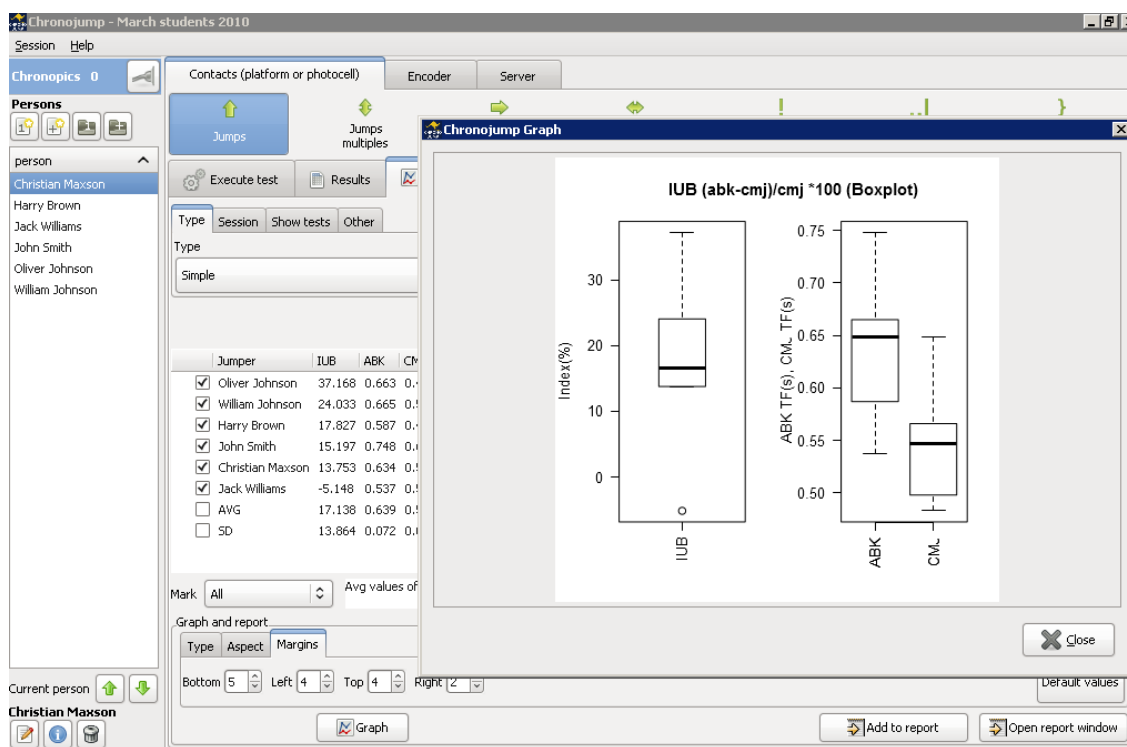 Chronojump - March students 2010
Session Help
Chronopics 0
Contacts (platform or photocell) Encoder Server
Persons
Jumps
Jumps
multiples
person
Christian Maxson
Harry Brown
Jack Williams
John Smith
Oliver Johnson
William Johnson
Execute test Results
Type Session Show tests Other
Type
Simple
Jumper IUB ABK
Oliver Johnson 37.168 0.663
William Johnson 24.033 0.665
Harry Brown 17.827 0.587
John Smith 15.197 0.748
Christian Maxson 13.753 0.634
Jack Williams -5.148 0.537
AVG 17.138 0.639
SD 13.864 0.072
Mark All Avg values of
Graph and report
Type Aspect Margins
Bottom 5 Left 4 Top 4 Right 2 Default values
Current person
Christian Maxson
Graph Add to report Open report window
Chronojump Graph
IUB (abk-cmj)/cmj *100 (Boxplot)
Index(%)
30
20
10
0
IUB
ABK TF(s), CMJ TF(s)
0.75
0.70
0.65
0.60
0.55
0.50
ABK
CMJ
Close